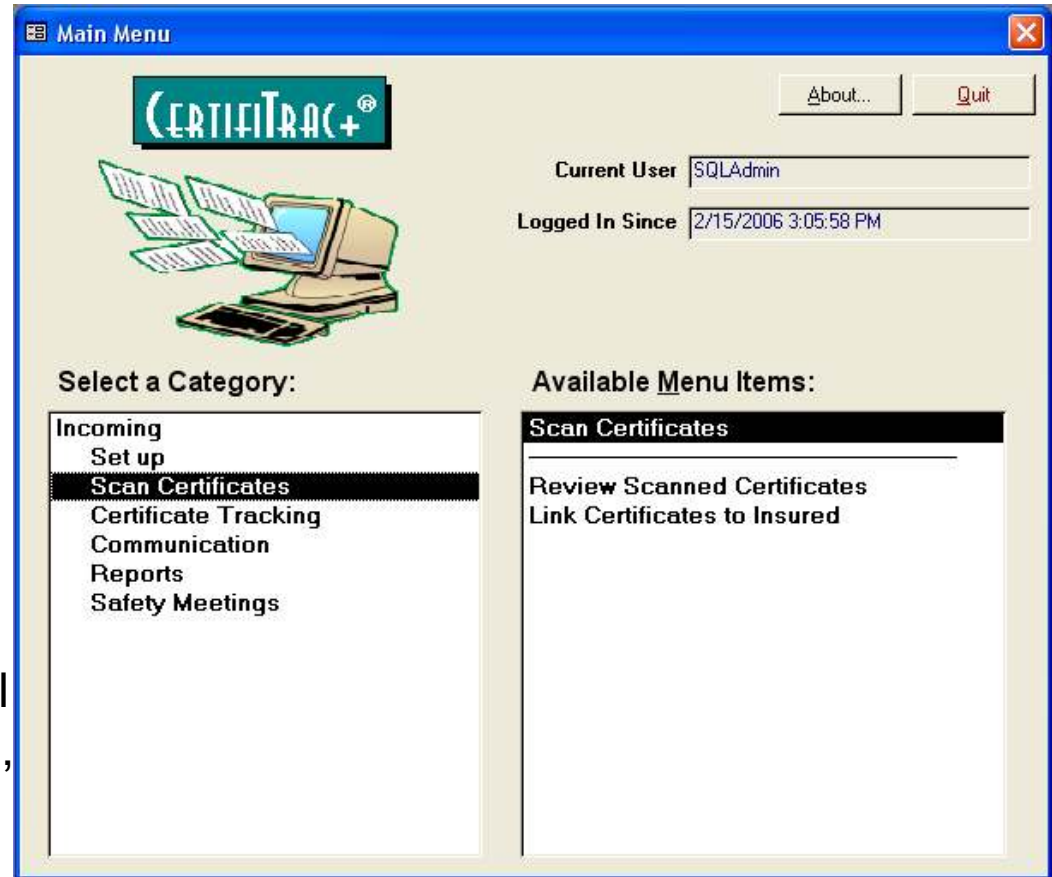 Main Menu
CERTIFITRAC+®
About...
Quit
Current User SQLAdmin
Logged In Since 2/15/2006 3:05:58 PM
Select a Category:
Incoming
Set up
Scan Certificates
Certificate Tracking
Communication
Reports
Safety Meetings
Available Menu Items:
Scan Certificates
Review Scanned Certificates
Link Certificates to Insured